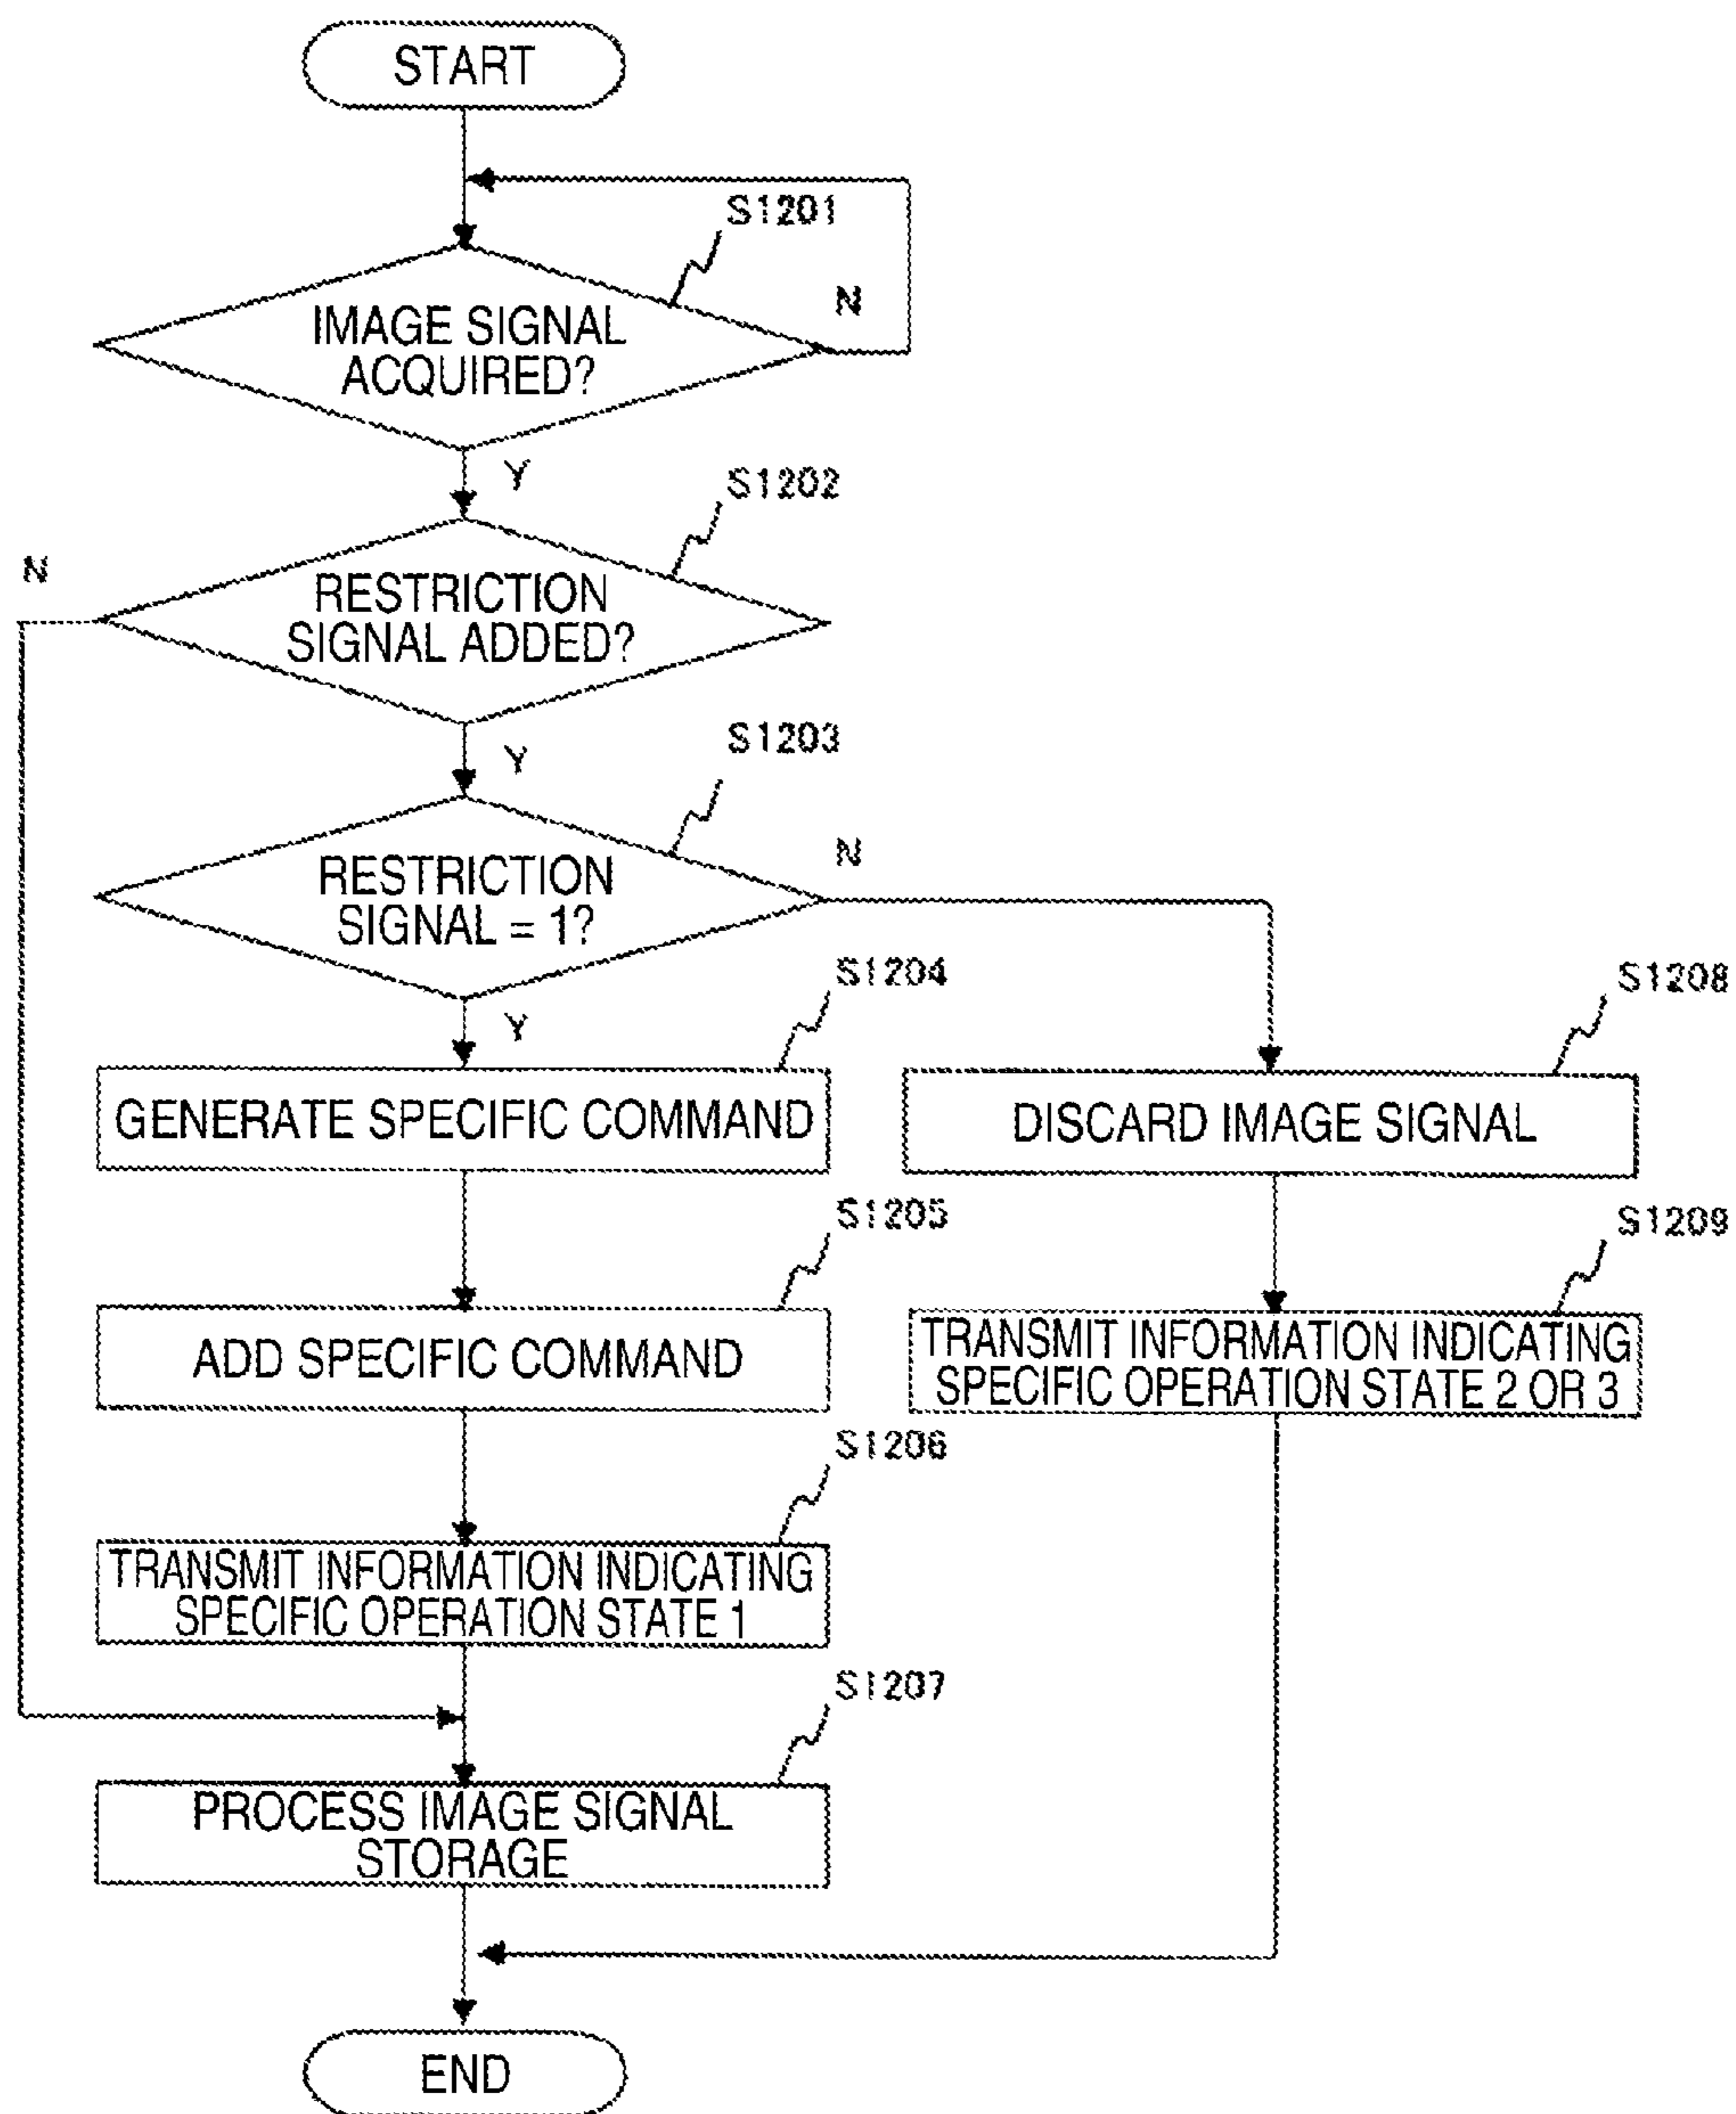 START
S1201
IMAGE SIGNAL
ACQUIRED?
N
Y
S1202
N
RESTRICTION
SIGNAL ADDED?
Y
S1203
RESTRICTION
SIGNAL = 1?
N
Y
S1204
GENERATE SPECIFIC COMMAND
S1208
DISCARD IMAGE SIGNAL
S1205
ADD SPECIFIC COMMAND
S1209
TRANSMIT INFORMATION INDICATING
SPECIFIC OPERATION STATE 2 OR 3
S1206
TRANSMIT INFORMATION INDICATING
SPECIFIC OPERATION STATE 1
S1207
PROCESS IMAGE SIGNAL
STORAGE
END